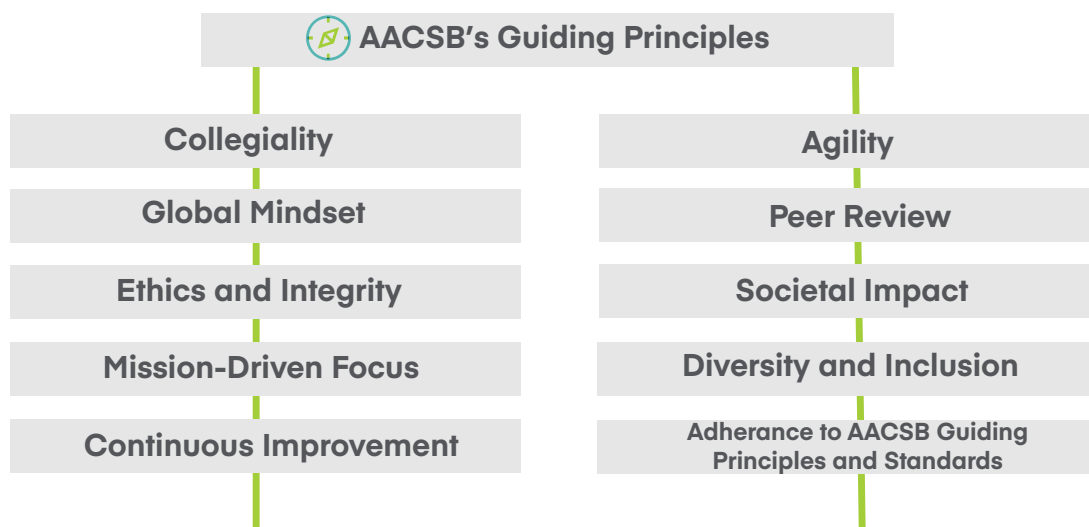 AACSB's Guiding Principles
Collegiality
Global Mindset
Ethics and Integrity
Mission-Driven Focus
Continuous Improvement
Agility
Peer Review
Societal Impact
Diversity and Inclusion
Adherance to AACSB Guiding
Principles and Standards